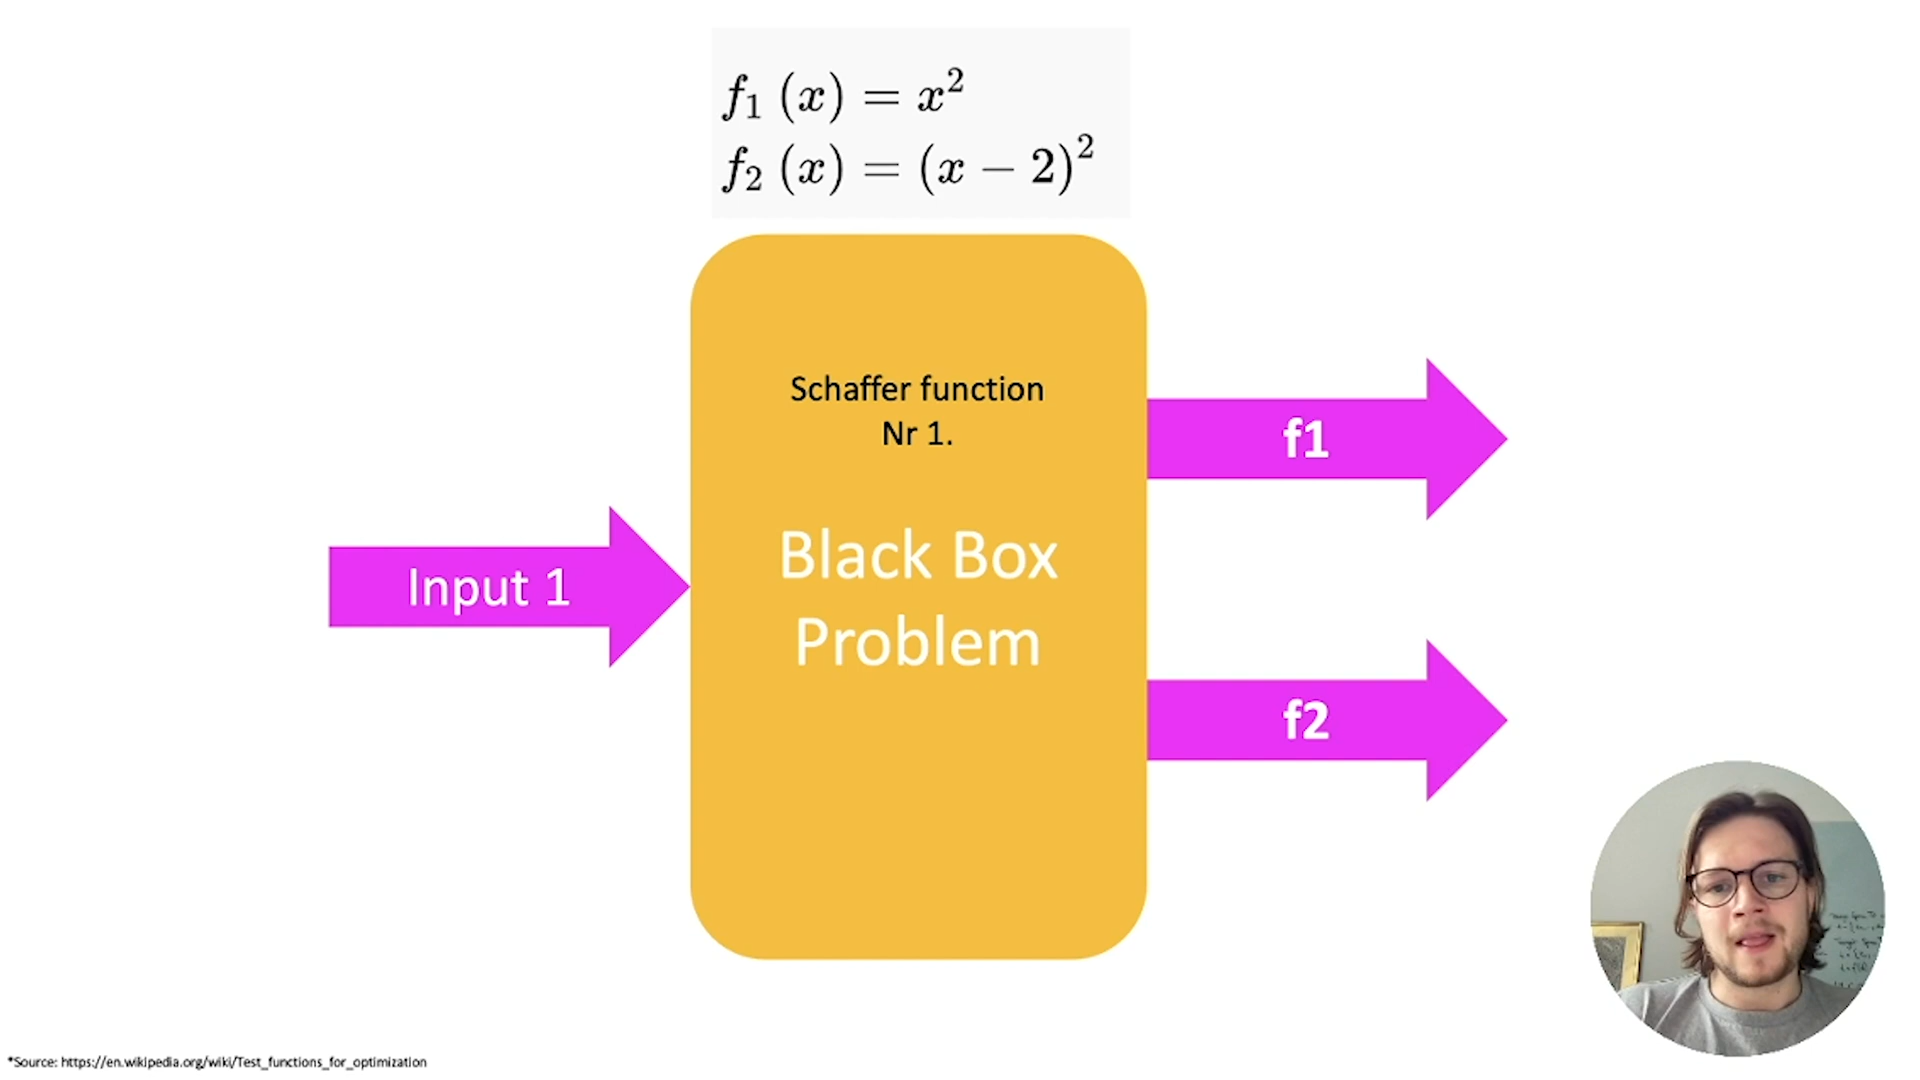 f₁ (x) = x²
f₂ (x) = (x − 2)²
Schaffer function
Nr 1.
Black Box
Problem
Input 1
f1
f2
*Source: https://en.wikipedia.org/wiki/Test_functions_for_optimization